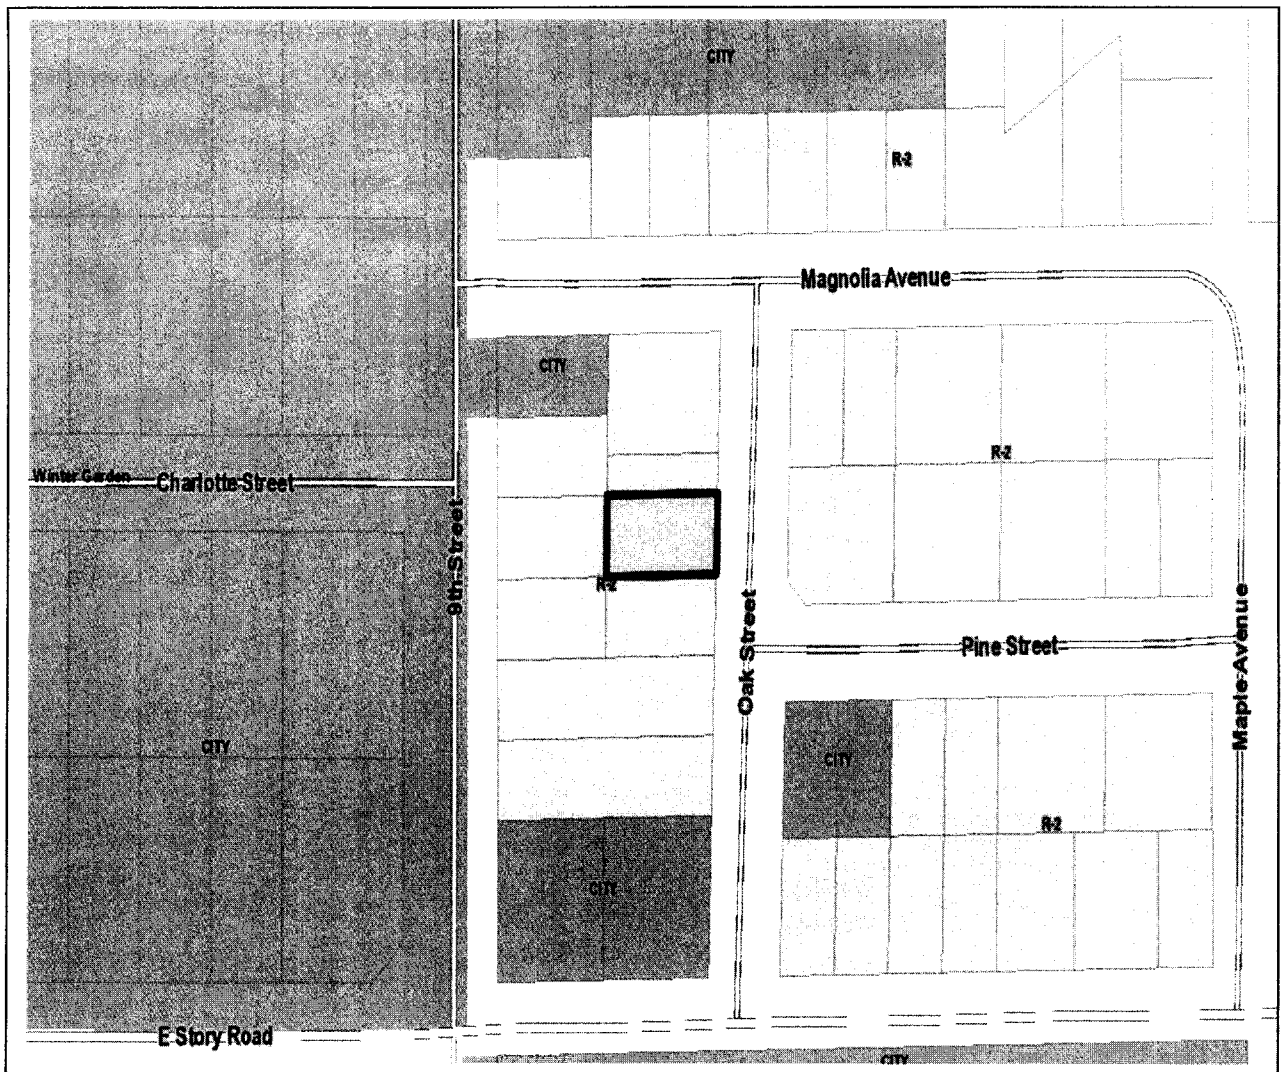 CITY
R-2
Magnolia Avenue
CITY
R-2
Winter Garden
Charlotte Street
9th Street
R-2
Oak Street
Pine Street
Maple Avenue
CITY
CITY
R-2
CITY
E Story Road
CITY